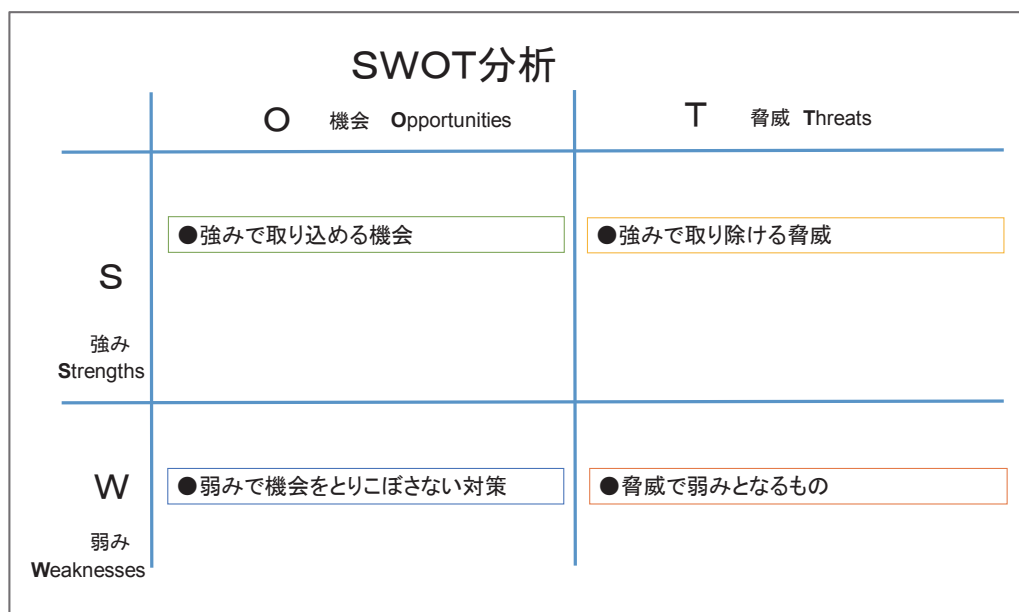 SWOT分析
O 機会 Opportunities
T 脅威 Threats
●強みで取り込める機会
●強みで取り除ける脅威
S
強み
Strengths
W
●弱みで機会をとりこぼさない対策
●脅威で弱みとなるもの
弱み
Weaknesses